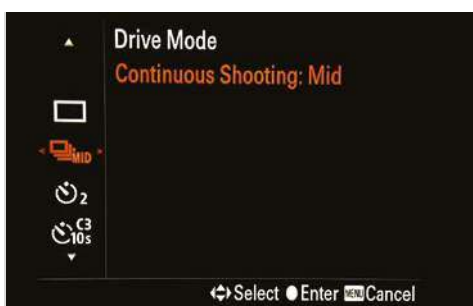 Drive Mode
Continuous Shooting: Mid
MID
2
C3
10s
Select Enter MENU Cancel